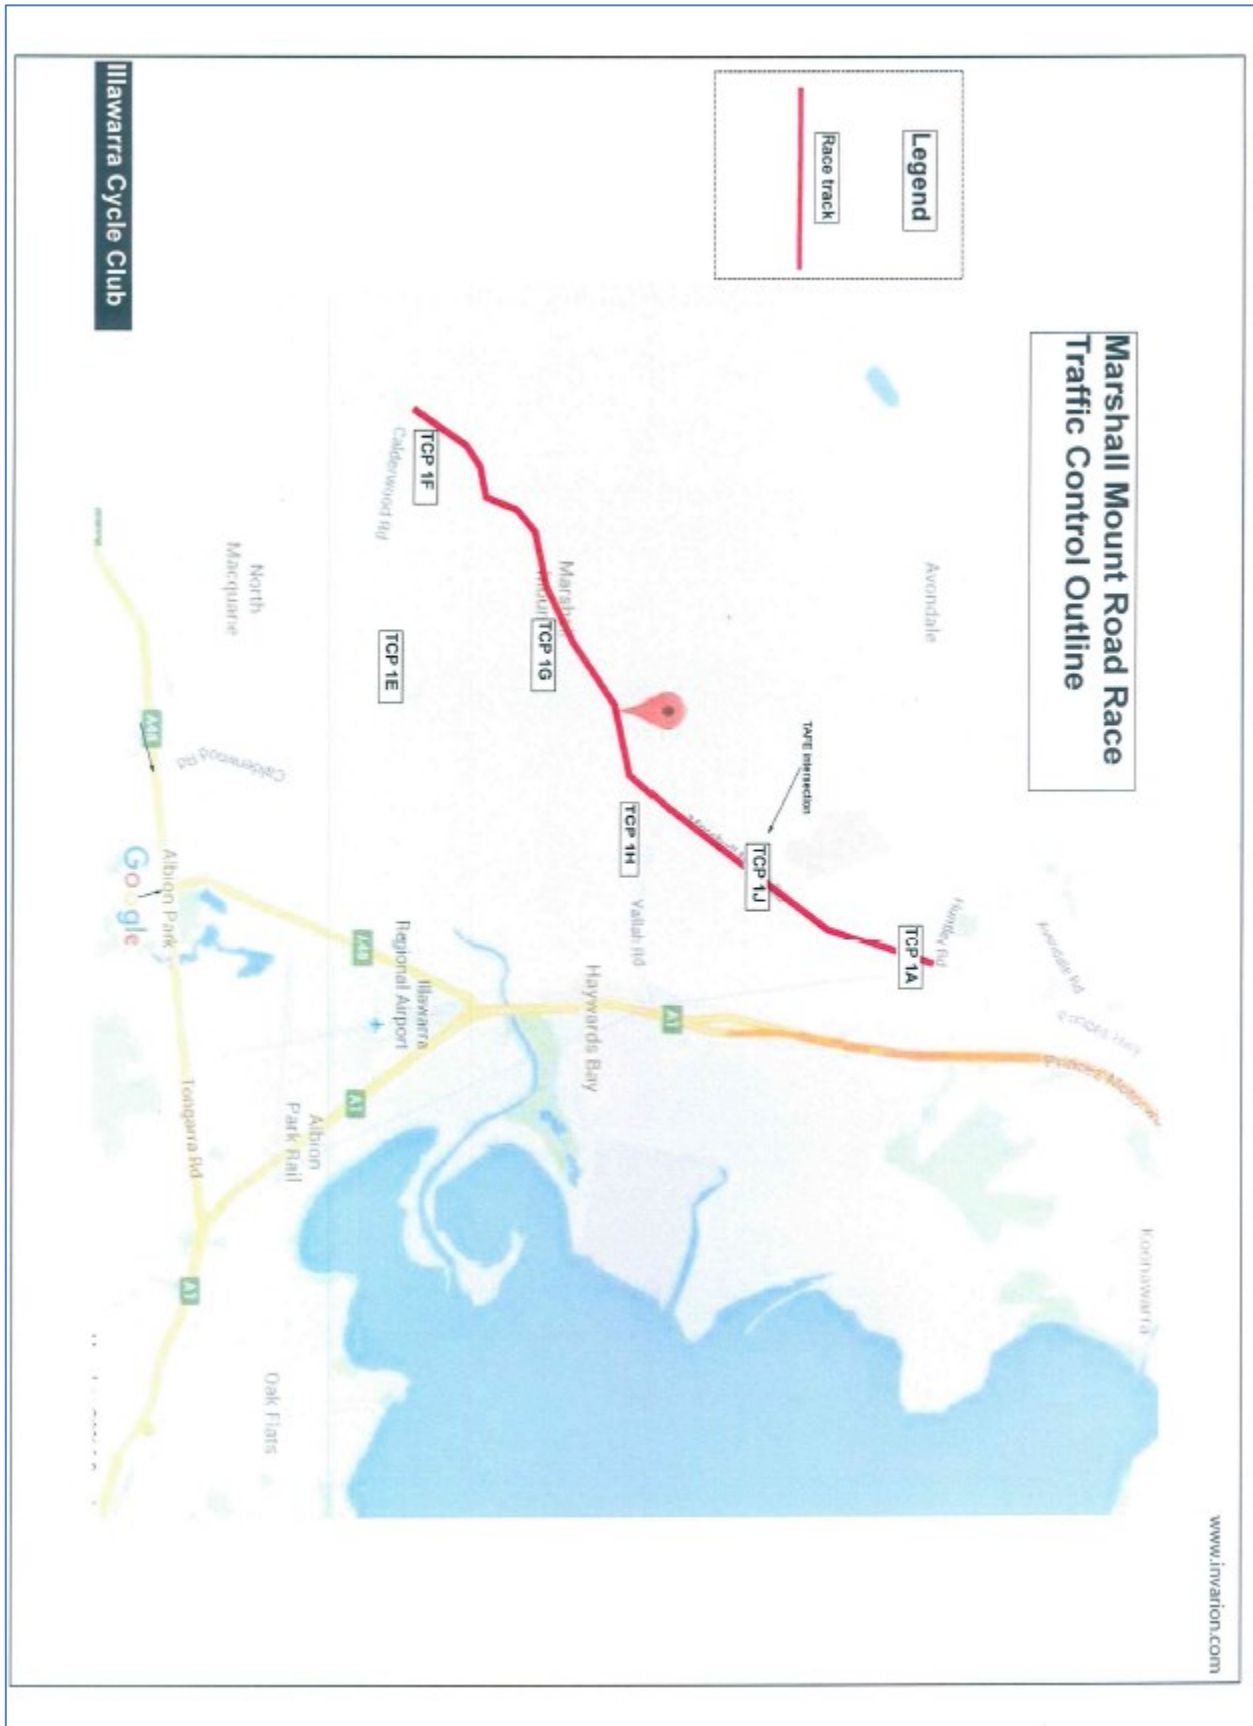 Marshall Mount Road Race
Traffic Control Outline
www.invarion.com
Legend
Race track
Illawarra Cycle Club
Avondale
Koonawarra
TAFE intersection
TCP 1A
TCP 1J
TCP 1H
TCP 1G
TCP 1F
TCP 1E
Yallah Rd
A1
Haywards Bay
Calderwood Rd
Illawarra
Regional Airport
A48
A1
Albion
Park Rail
North
Macquarie
Calderwood Rd
A48
Albion Park
Google
Tongarra Rd
A1
Oak Flats